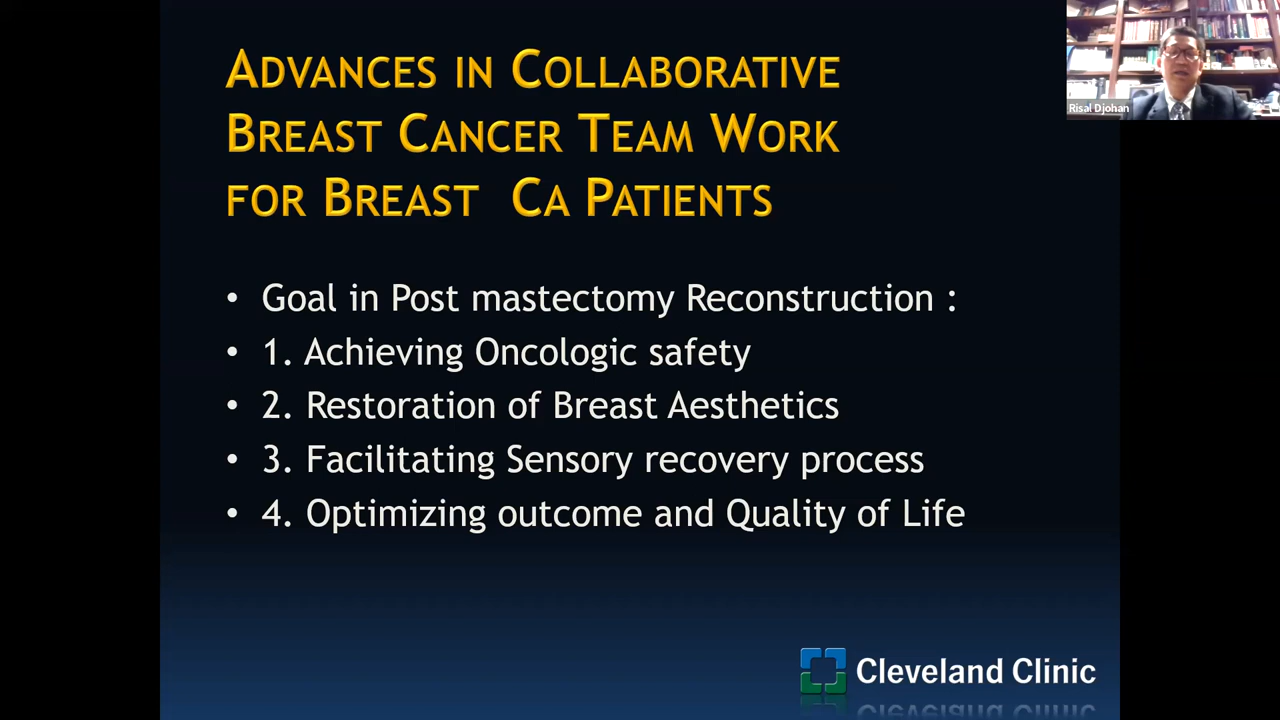 ADVANCES IN COLLABORATIVE
BREAST CANCER TEAM WORK
FOR BREAST CA PATIENTS
Risal Djohan
• Goal in Post mastectomy Reconstruction :
• 1. Achieving Oncologic safety
• 2. Restoration of Breast Aesthetics
• 3. Facilitating Sensory recovery process
• 4. Optimizing outcome and Quality of Life
Cleveland Clinic